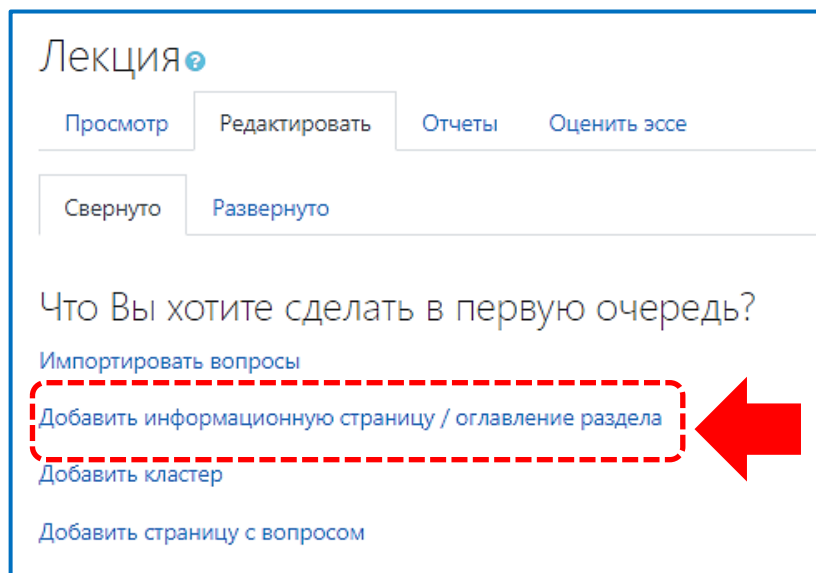 Лекция
Просмотр Редактировать Отчеты Оценить эссе
Свернуто Развернуто
Что Вы хотите сделать в первую очередь?
Импортировать вопросы
Добавить информационную страницу / оглавление раздела
Добавить кластер
Добавить страницу с вопросом